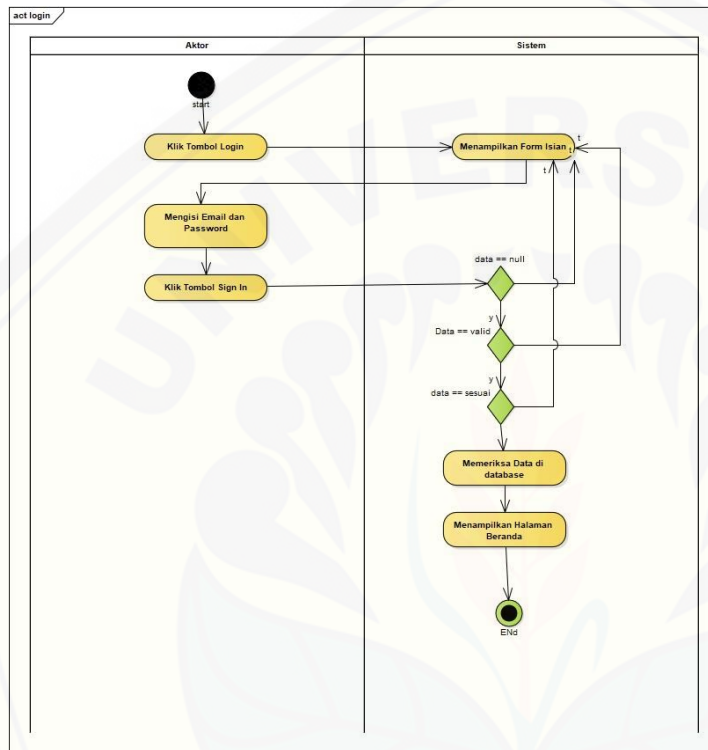 act login
Aktor
Sistem
start
Klik Tombol Login
Menampilkan Form Isian
t
t
t
Mengisi Email dan
Password
Klik Tombol Sign In
data == null
y
Data == valid
y
data == sesuai
Memeriksa Data di
database
Menampilkan Halaman
Beranda
ENd
UNIVERS